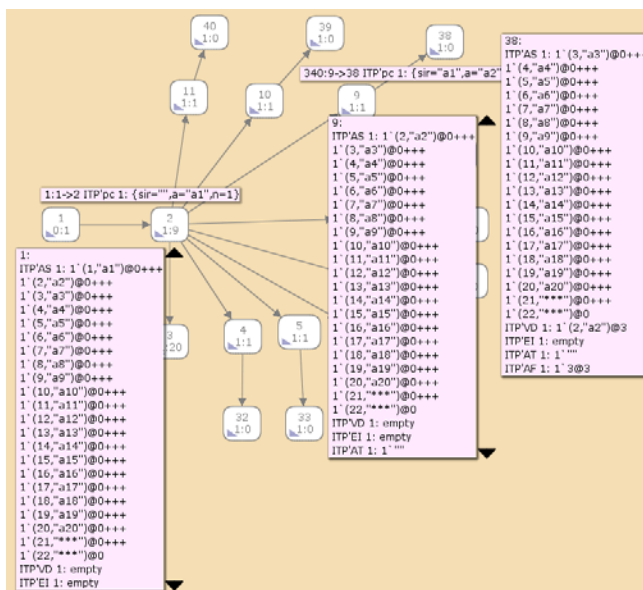 40
1:0
39
1:0
38
1:0
11
1:1
10
1:1
9
1:1
340:9->38 ITP'pc 1: {sir="a1",a="a2"
38:
ITP'AS 1: 1`(3,"a3")@0+++
1`(4,"a4")@0+++
1`(5,"a5")@0+++
1`(6,"a6")@0+++
1`(7,"a7")@0+++
1`(8,"a8")@0+++
1`(9,"a9")@0+++
1`(10,"a10")@0+++
1`(11,"a11")@0+++
1`(12,"a12")@0+++
1`(13,"a13")@0+++
1`(14,"a14")@0+++
1`(15,"a15")@0+++
1`(16,"a16")@0+++
1`(17,"a17")@0+++
1`(18,"a18")@0+++
1`(19,"a19")@0+++
1`(20,"a20")@0+++
1`(21,"***")@0+++
1`(22,"***")@0
ITP'VD 1: 1`(2,"a2")@3
ITP'EI 1: empty
ITP'AT 1: 1`""
ITP'AF 1: 1`3@3
9:
ITP'AS 1: 1`(2,"a2")@0+++
1`(3,"a3")@0+++
1`(4,"a4")@0+++
1`(5,"a5")@0+++
1`(6,"a6")@0+++
1`(7,"a7")@0+++
1`(8,"a8")@0+++
1`(9,"a9")@0+++
1`(10,"a10")@0+++
1`(11,"a11")@0+++
1`(12,"a12")@0+++
1`(13,"a13")@0+++
1`(14,"a14")@0+++
1`(15,"a15")@0+++
1`(16,"a16")@0+++
1`(17,"a17")@0+++
1`(18,"a18")@0+++
1`(19,"a19")@0+++
1`(20,"a20")@0+++
1`(21,"***")@0+++
1`(22,"***")@0
ITP'VD 1: empty
ITP'EI 1: empty
ITP'AT 1: 1`""
1:1->2 ITP'pc 1: {sir="",a="a1",n=1}
1
0:1
2
1:9
1:
ITP'AS 1: 1`(1,"a1")@0+++
1`(2,"a2")@0+++
1`(3,"a3")@0+++
1`(4,"a4")@0+++
1`(5,"a5")@0+++
1`(6,"a6")@0+++
1`(7,"a7")@0+++
1`(8,"a8")@0+++
1`(9,"a9")@0+++
1`(10,"a10")@0+++
1`(11,"a11")@0+++
1`(12,"a12")@0+++
1`(13,"a13")@0+++
1`(14,"a14")@0+++
1`(15,"a15")@0+++
1`(16,"a16")@0+++
1`(17,"a17")@0+++
1`(18,"a18")@0+++
1`(19,"a19")@0+++
1`(20,"a20")@0+++
1`(21,"***")@0+++
1`(22,"***")@0
ITP'VD 1: empty
ITP'EI 1: empty
3
:20
4
1:1
5
1:1
32
1:0
33
1:0